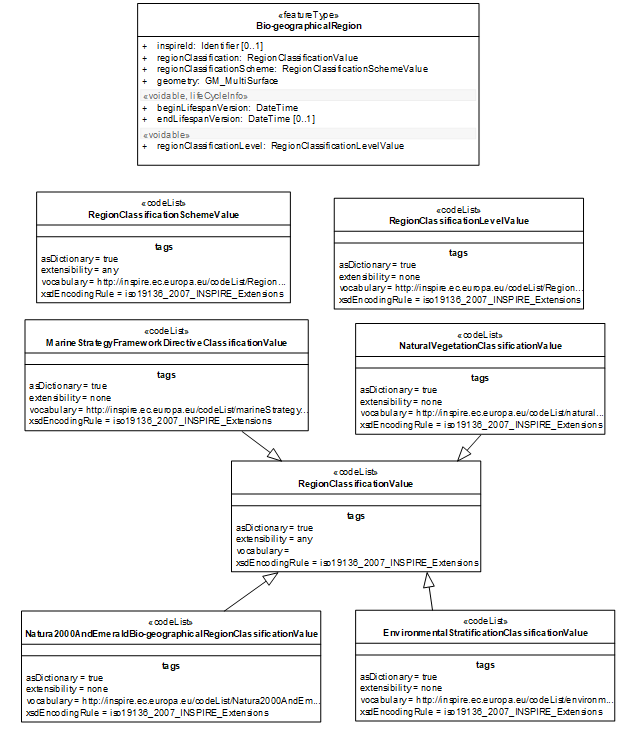 «featureType»
Bio-geographicalRegion
+ inspireId: Identifier [0..1]
+ regionClassification: RegionClassificationValue
+ regionClassificationScheme: RegionClassificationSchemeValue
+ geometry: GM_MultiSurface
«voidable, lifeCycleInfo»
+ beginLifespanVersion: DateTime
+ endLifespanVersion: DateTime [0..1]
«voidable»
+ regionClassificationLevel: RegionClassificationLevelValue
«codeList»
RegionClassificationSchemeValue
tags
asDictionary = true
extensibility = any
vocabulary = http://inspire.ec.europa.eu/codeList/Region...
xsdEncodingRule = iso19136_2007_INSPIRE_Extensions
«codeList»
RegionClassificationLevelValue
tags
asDictionary = true
extensibility = none
vocabulary = http://inspire.ec.europa.eu/codeList/Region...
xsdEncodingRule = iso19136_2007_INSPIRE_Extensions
«codeList»
MarineStrategyFrameworkDirectiveClassificationValue
tags
asDictionary = true
extensibility = none
vocabulary = http://inspire.ec.europa.eu/codeList/marineStrategy...
xsdEncodingRule = iso19136_2007_INSPIRE_Extensions
«codeList»
NaturalVegetationClassificationValue
tags
asDictionary = true
extensibility = none
vocabulary = http://inspire.ec.europa.eu/codeList/natural...
xsdEncodingRule = iso19136_2007_INSPIRE_Extensions
«codeList»
RegionClassificationValue
tags
asDictionary = true
extensibility = any
vocabulary =
xsdEncodingRule = iso19136_2007_INSPIRE_Extensions
«codeList»
Natura2000AndEmeraldBio-geographicalRegionClassificationValue
tags
asDictionary = true
extensibility = none
vocabulary = http://inspire.ec.europa.eu/codeList/Natura2000AndEm...
xsdEncodingRule = iso19136_2007_INSPIRE_Extensions
«codeList»
EnvironmentalStratificationClassificationValue
tags
asDictionary = true
extensibility = none
vocabulary = http://inspire.ec.europa.eu/codeList/environm...
xsdEncodingRule = iso19136_2007_INSPIRE_Extensions